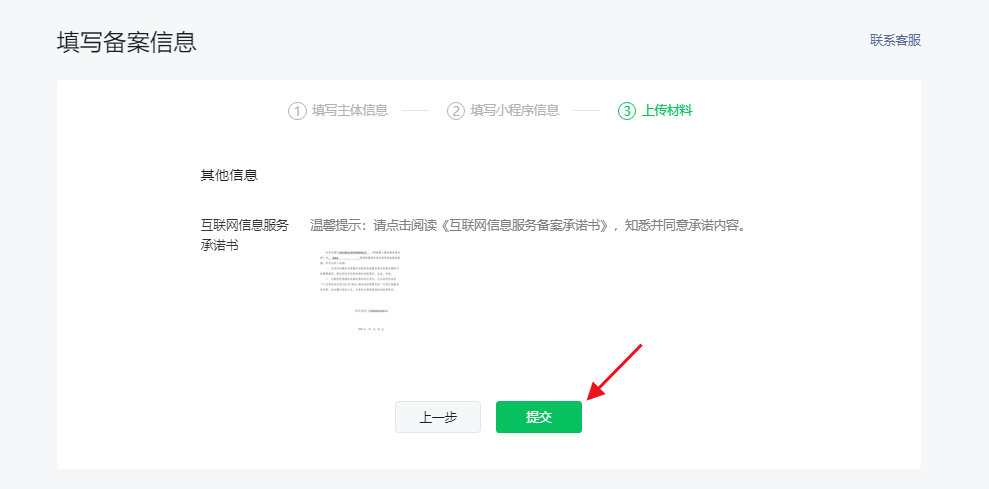 填写备案信息
联系客服
1 填写主体信息
2 填写小程序信息
3 上传材料
其他信息
互联网信息服务
承诺书
温馨提示：请点击阅读《互联网信息服务备案承诺书》，知悉并同意承诺内容。
上一步
提交